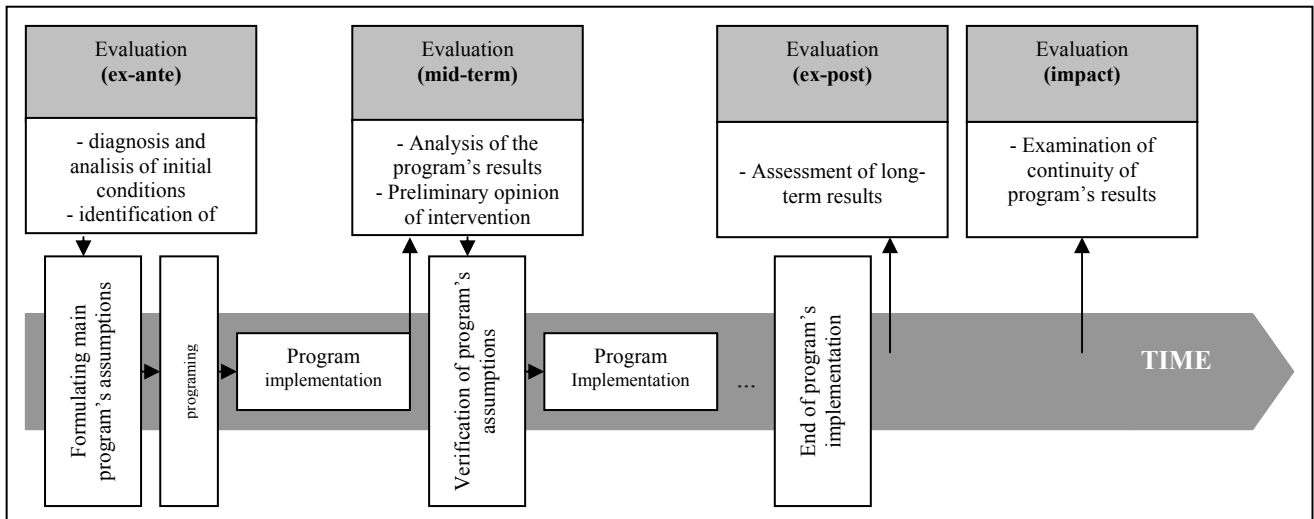 Evaluation
(ex-ante)
- diagnosis and
analisis of initial
conditions
- identification of
Evaluation
(mid-term)
- Analysis of the
program’s results
- Preliminary opinion
of intervention
Evaluation
(ex-post)
- Assessment of long-
term results
Evaluation
(impact)
- Examination of
continuity of
program’s results
Formulating main
program’s assumptions
programing
Program
implementation
Verification of program’s
assumptions
Program
Implementation
...
End of program’s
implementation
TIME